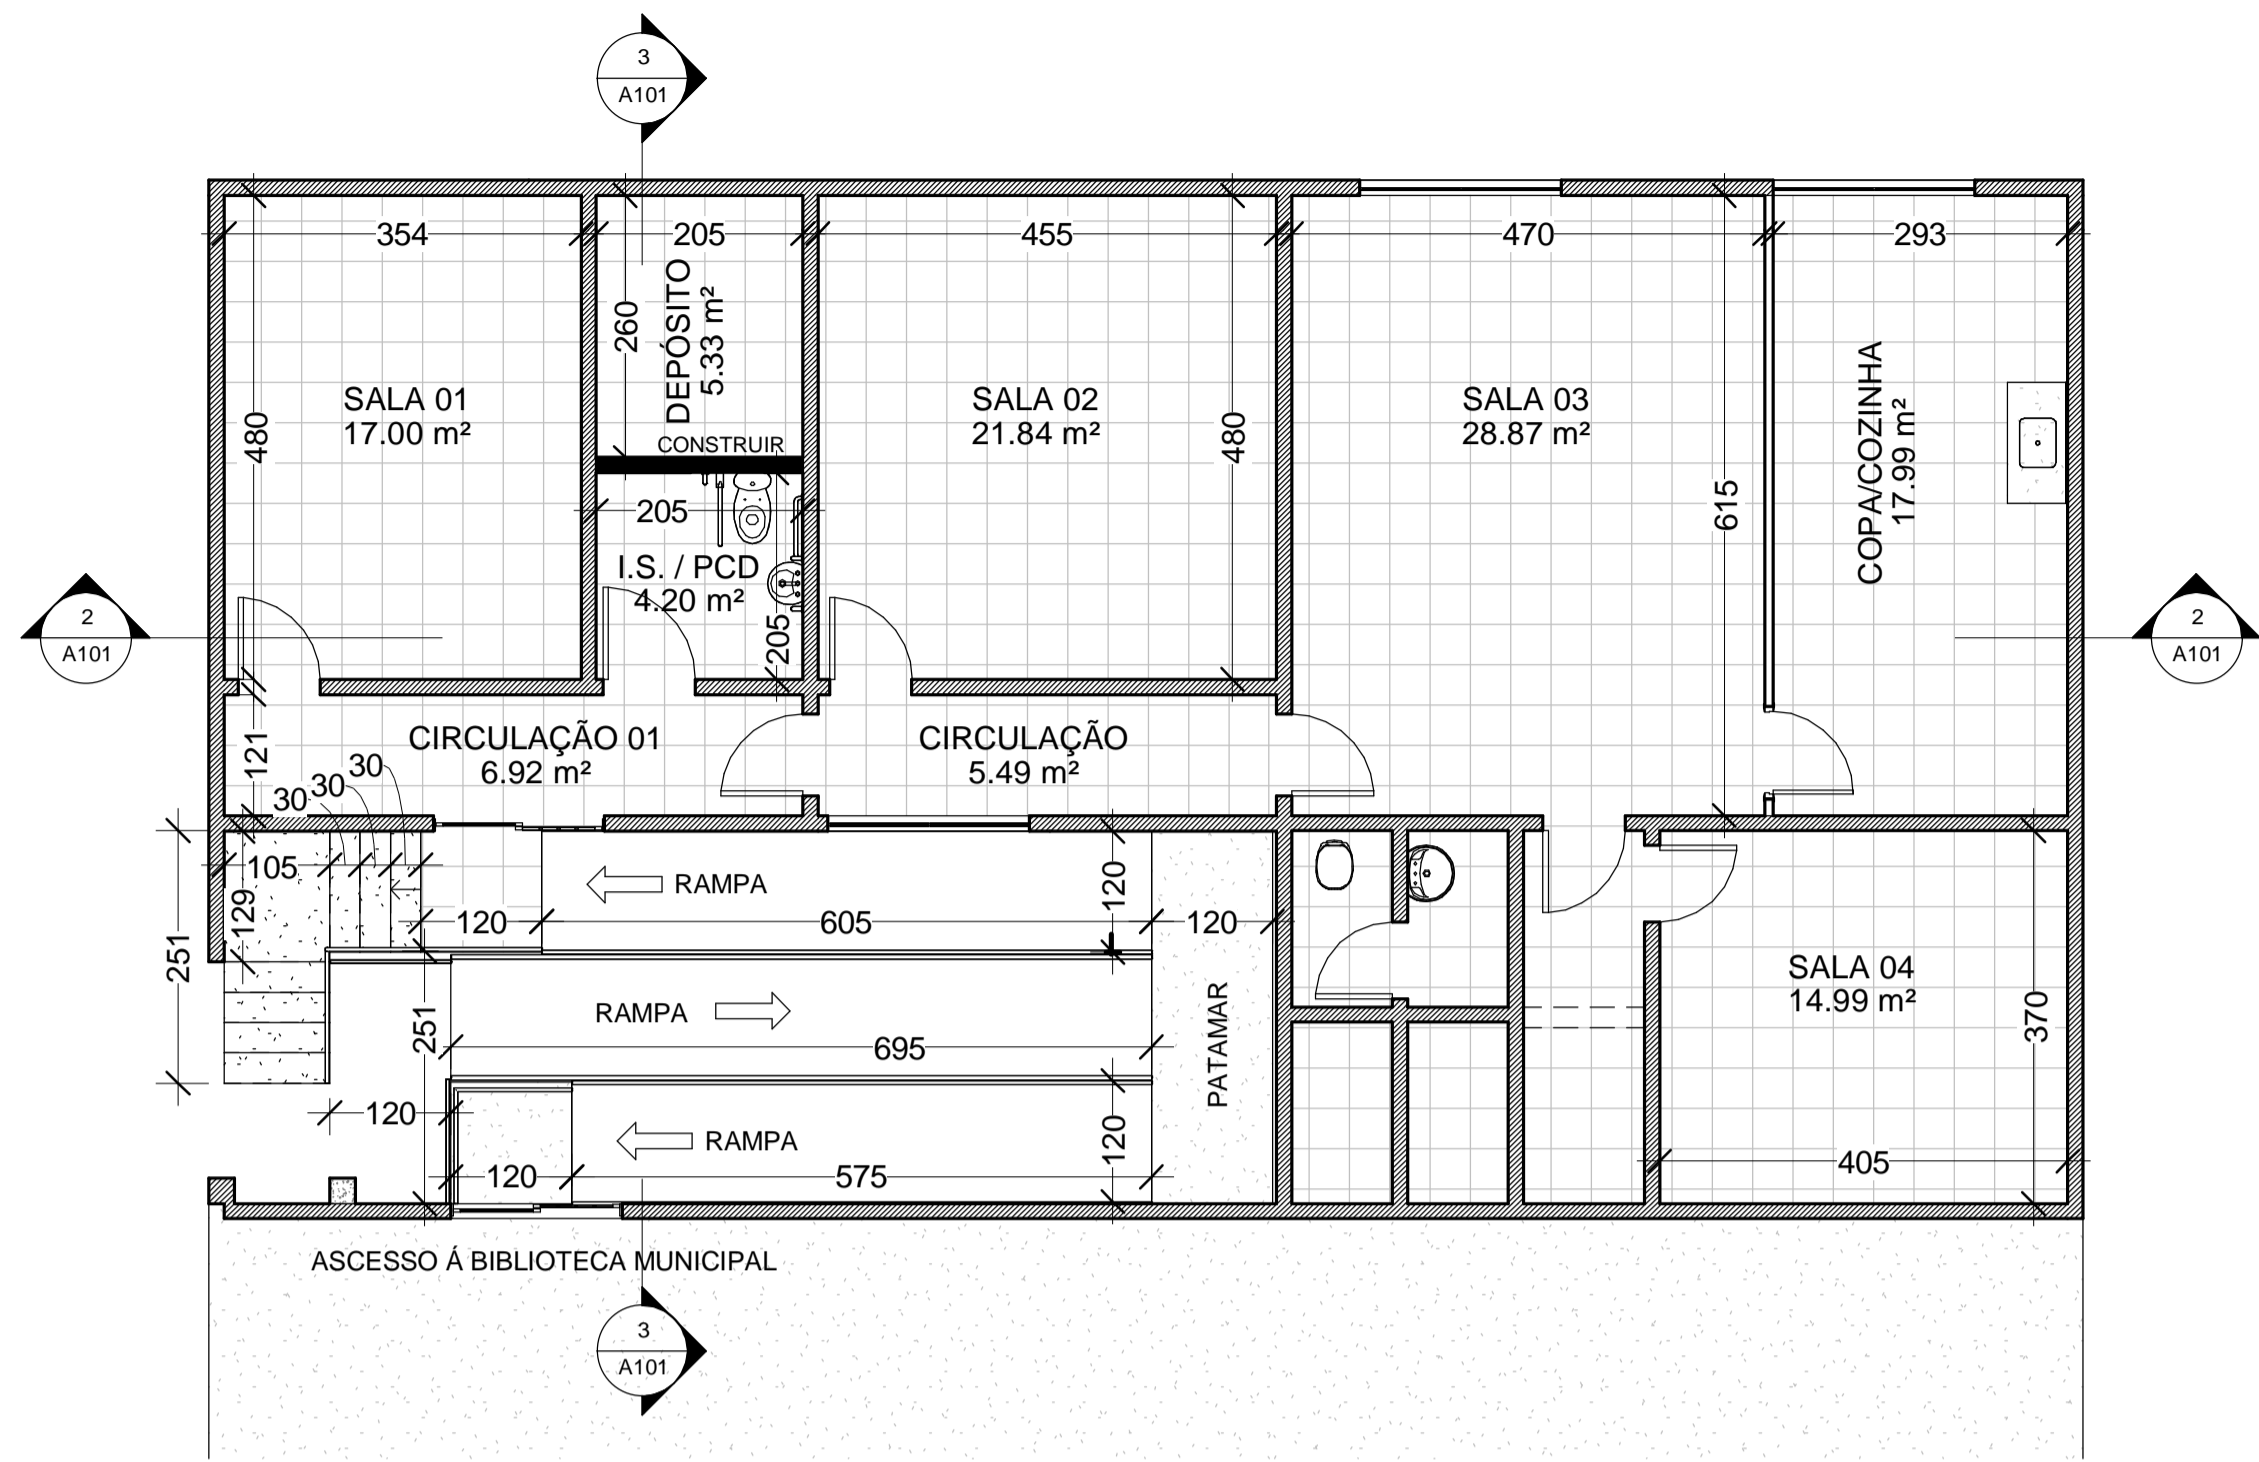 3
A101
354
205
455
470
293
DEPÓSITO
5.33 m²
260
480
SALA 01
17.00 m²
CONSTRUIR
SALA 02
21.84 m²
480
SALA 03
28.87 m²
615
COPA/COZINHA
17.99 m²
205
I.S. / PCD
4.20 m²
205
2
A101
2
A101
CIRCULAÇÃO 01
6.92 m²
CIRCULAÇÃO
5.49 m²
121
30
30
30
105
129
251
RAMPA
120
605
120
120
RAMPA
251
695
PATAMAR
SALA 04
14.99 m²
370
120
RAMPA
120
120
575
405
ASCESSO Á BIBLIOTECA MUNICIPAL
3
A101